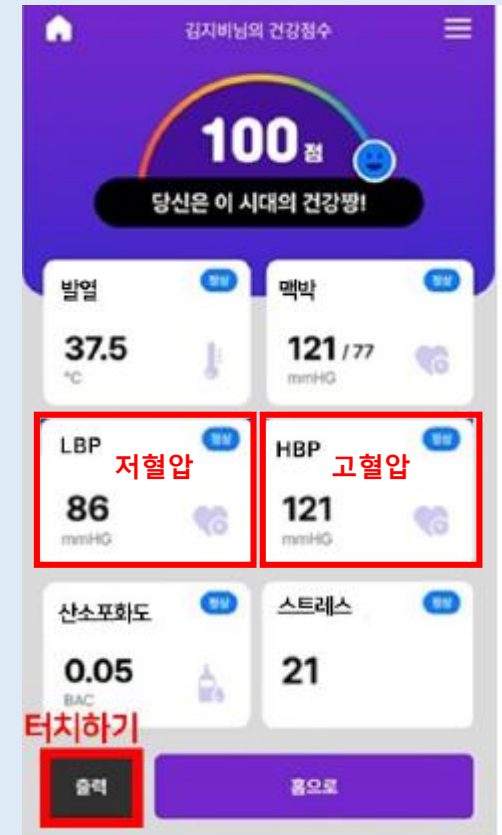 김지비님의 건강점수
100 점
당신은 이 시대의 건강짱!
발열 정상
37.5
°C
맥박 정상
121 / 77
mmHG
LBP 정상
저혈압
86
mmHG
HBP 정상
고혈압
121
mmHG
산소포화도 정상
0.05
BAC
스트레스 정상
21
터치하기
출력
홈으로